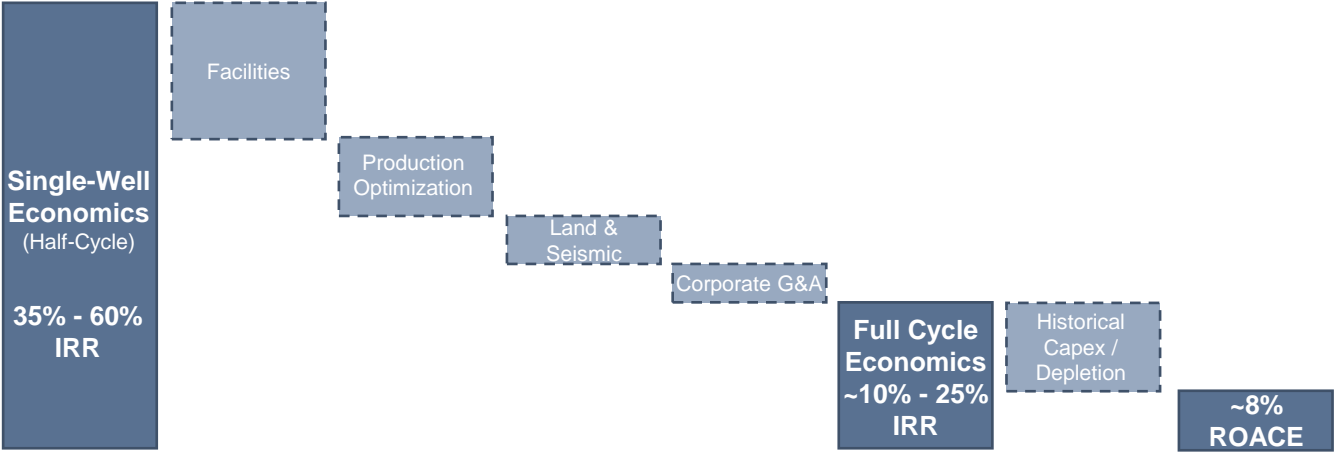 Single-Well
Economics
(Half-Cycle)
35% - 60%
IRR
Facilities
Production
Optimization
Land &
Seismic
Corporate G&A
Full Cycle
Economics
~10% - 25%
IRR
Historical
Capex /
Depletion
~8%
ROACE